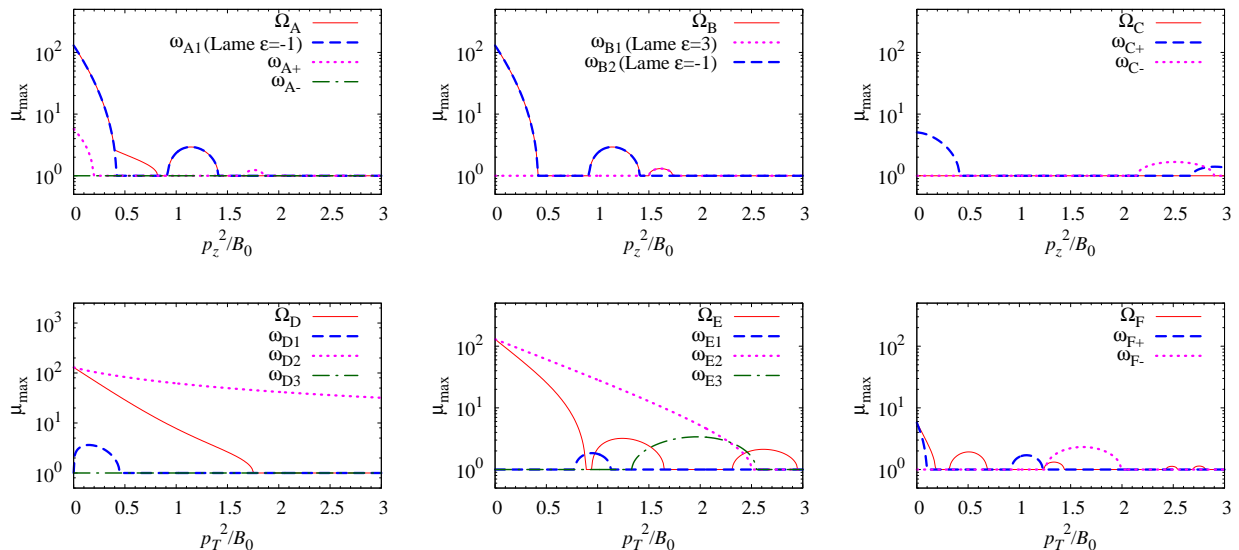 μmax
10^2
10^1
10^0
0 0.5 1 1.5 2 2.5 3
p_z^2/B_0
Ω_A
ω_A1(Lame ε=-1)
ω_A+
ω_A-
μmax
10^2
10^1
10^0
0 0.5 1 1.5 2 2.5 3
p_z^2/B_0
Ω_B
ω_B1(Lame ε=3)
ω_B2(Lame ε=-1)
μmax
10^2
10^1
10^0
0 0.5 1 1.5 2 2.5 3
p_z^2/B_0
Ω_C
ω_C+
ω_C-
μmax
10^3
10^2
10^1
10^0
0 0.5 1 1.5 2 2.5 3
p_T^2/B_0
Ω_D
ω_D1
ω_D2
ω_D3
μmax
10^2
10^1
10^0
0 0.5 1 1.5 2 2.5 3
p_T^2/B_0
Ω_E
ω_E1
ω_E2
ω_E3
μmax
10^2
10^1
10^0
0 0.5 1 1.5 2 2.5 3
p_T^2/B_0
Ω_F
ω_F+
ω_F-